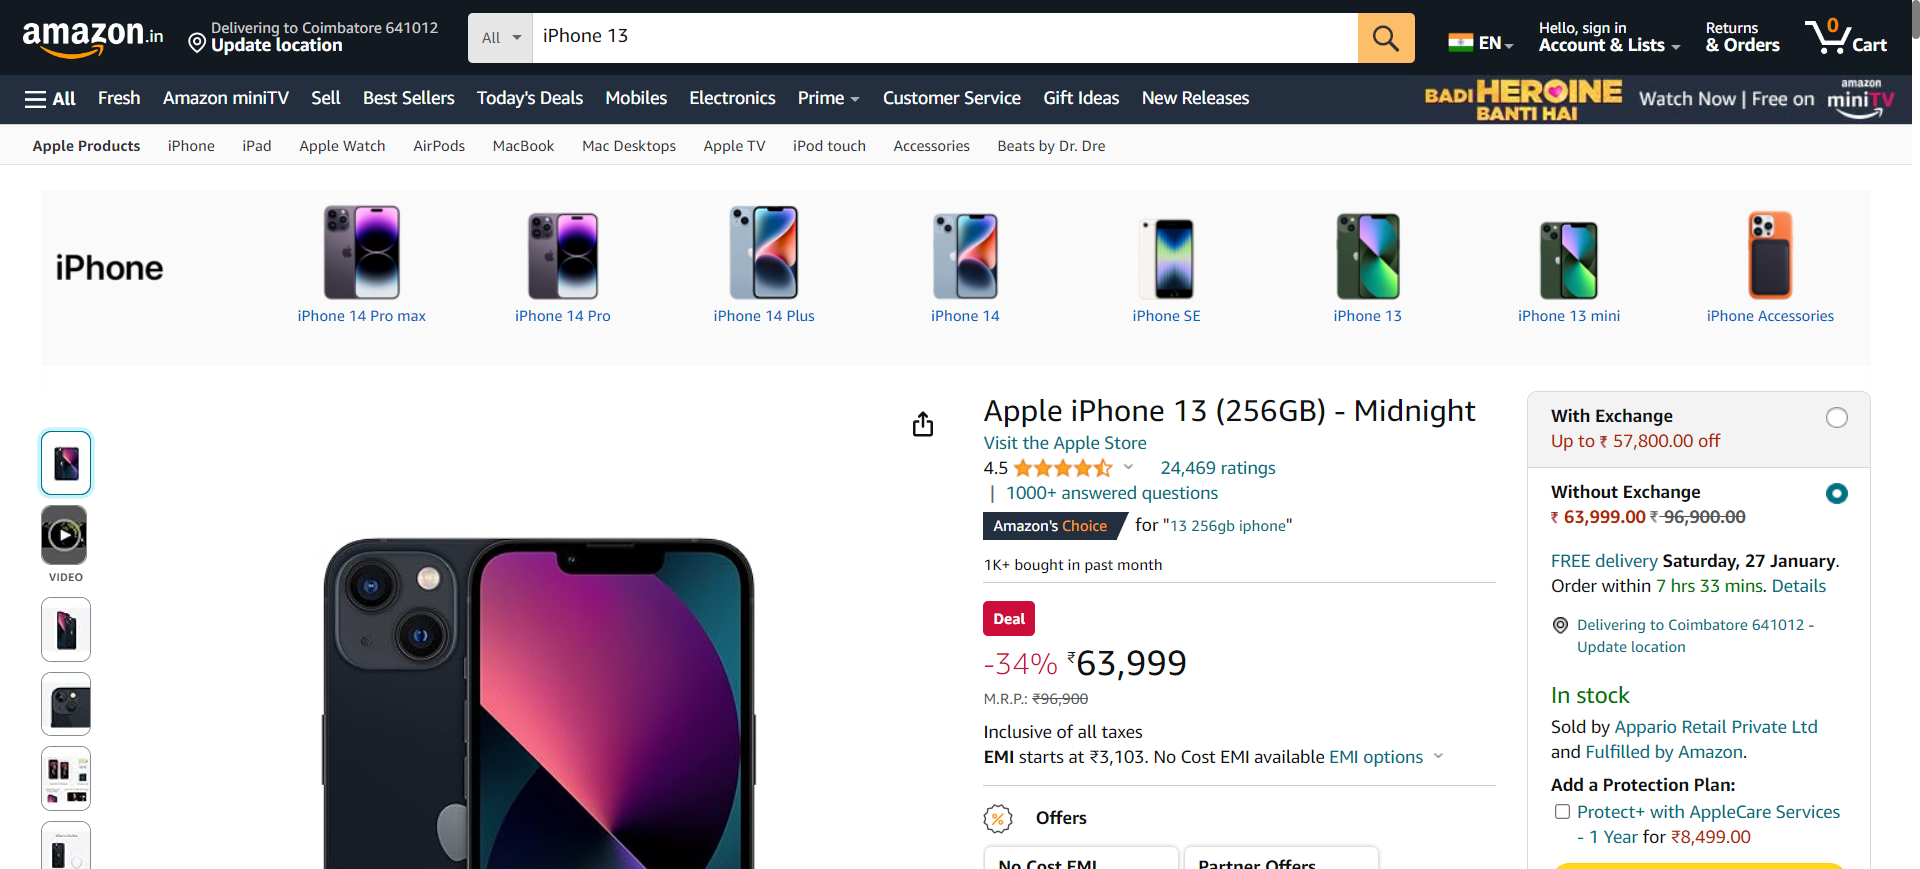 amazon.in
Delivering to Coimbatore 641012
Update location
All
iPhone 13
EN
Hello, sign in
Account & Lists
Returns
& Orders
0
Cart
All
Fresh
Amazon miniTV
Sell
Best Sellers
Today's Deals
Mobiles
Electronics
Prime
Customer Service
Gift Ideas
New Releases
BADI HEROINE
BANTI HAI
Watch Now | Free on
amazon
miniTV
Apple Products
iPhone
iPad
Apple Watch
AirPods
MacBook
Mac Desktops
Apple TV
iPod touch
Accessories
Beats by Dr. Dre
iPhone
iPhone 14 Pro max
iPhone 14 Pro
iPhone 14 Plus
iPhone 14
iPhone SE
iPhone 13
iPhone 13 mini
iPhone Accessories
VIDEO
Apple iPhone 13 (256GB) - Midnight
Visit the Apple Store
4.5
24,469 ratings
| 1000+ answered questions
Amazon's Choice for "13 256gb iphone"
1K+ bought in past month
Deal
-34% ₹63,999
M.R.P.: ₹96,900
Inclusive of all taxes
EMI starts at ₹3,103. No Cost EMI available EMI options
% Offers
No Cost EMI
Partner Offers
With Exchange
Up to ₹ 57,800.00 off
Without Exchange
₹ 63,999.00 ₹ 96,900.00
FREE delivery Saturday, 27 January.
Order within 7 hrs 33 mins. Details
Delivering to Coimbatore 641012 -
Update location
In stock
Sold by Appario Retail Private Ltd
and Fulfilled by Amazon.
Add a Protection Plan:
Protect+ with AppleCare Services
- 1 Year for ₹8,499.00